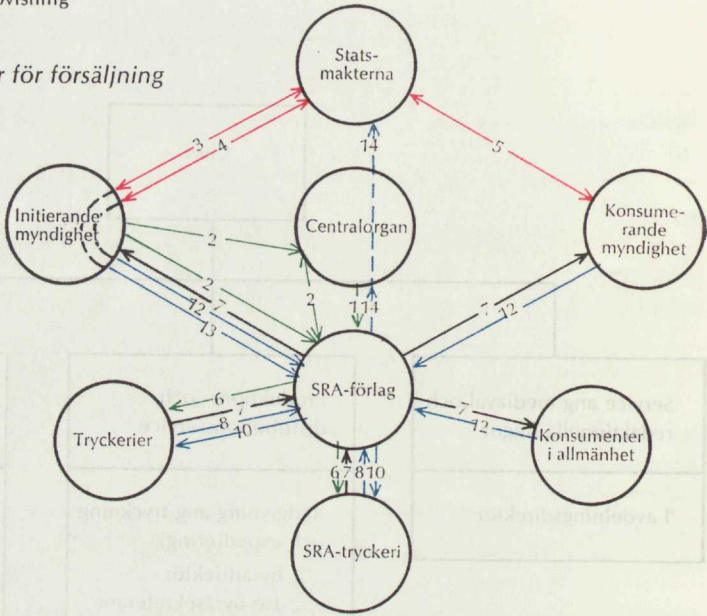 r för försäljning
Stats-
makterna
3
4
14
5
Initierande
myndighet
Centralorgan
Konsume-
rande
myndighet
2
2
2
7
12
13
1 14
7
12
SRA-förlag
6
7
8
10
7
12
Tryckerier
Konsumenter
i allmänhet
6 7 8 10
SRA-tryckeri